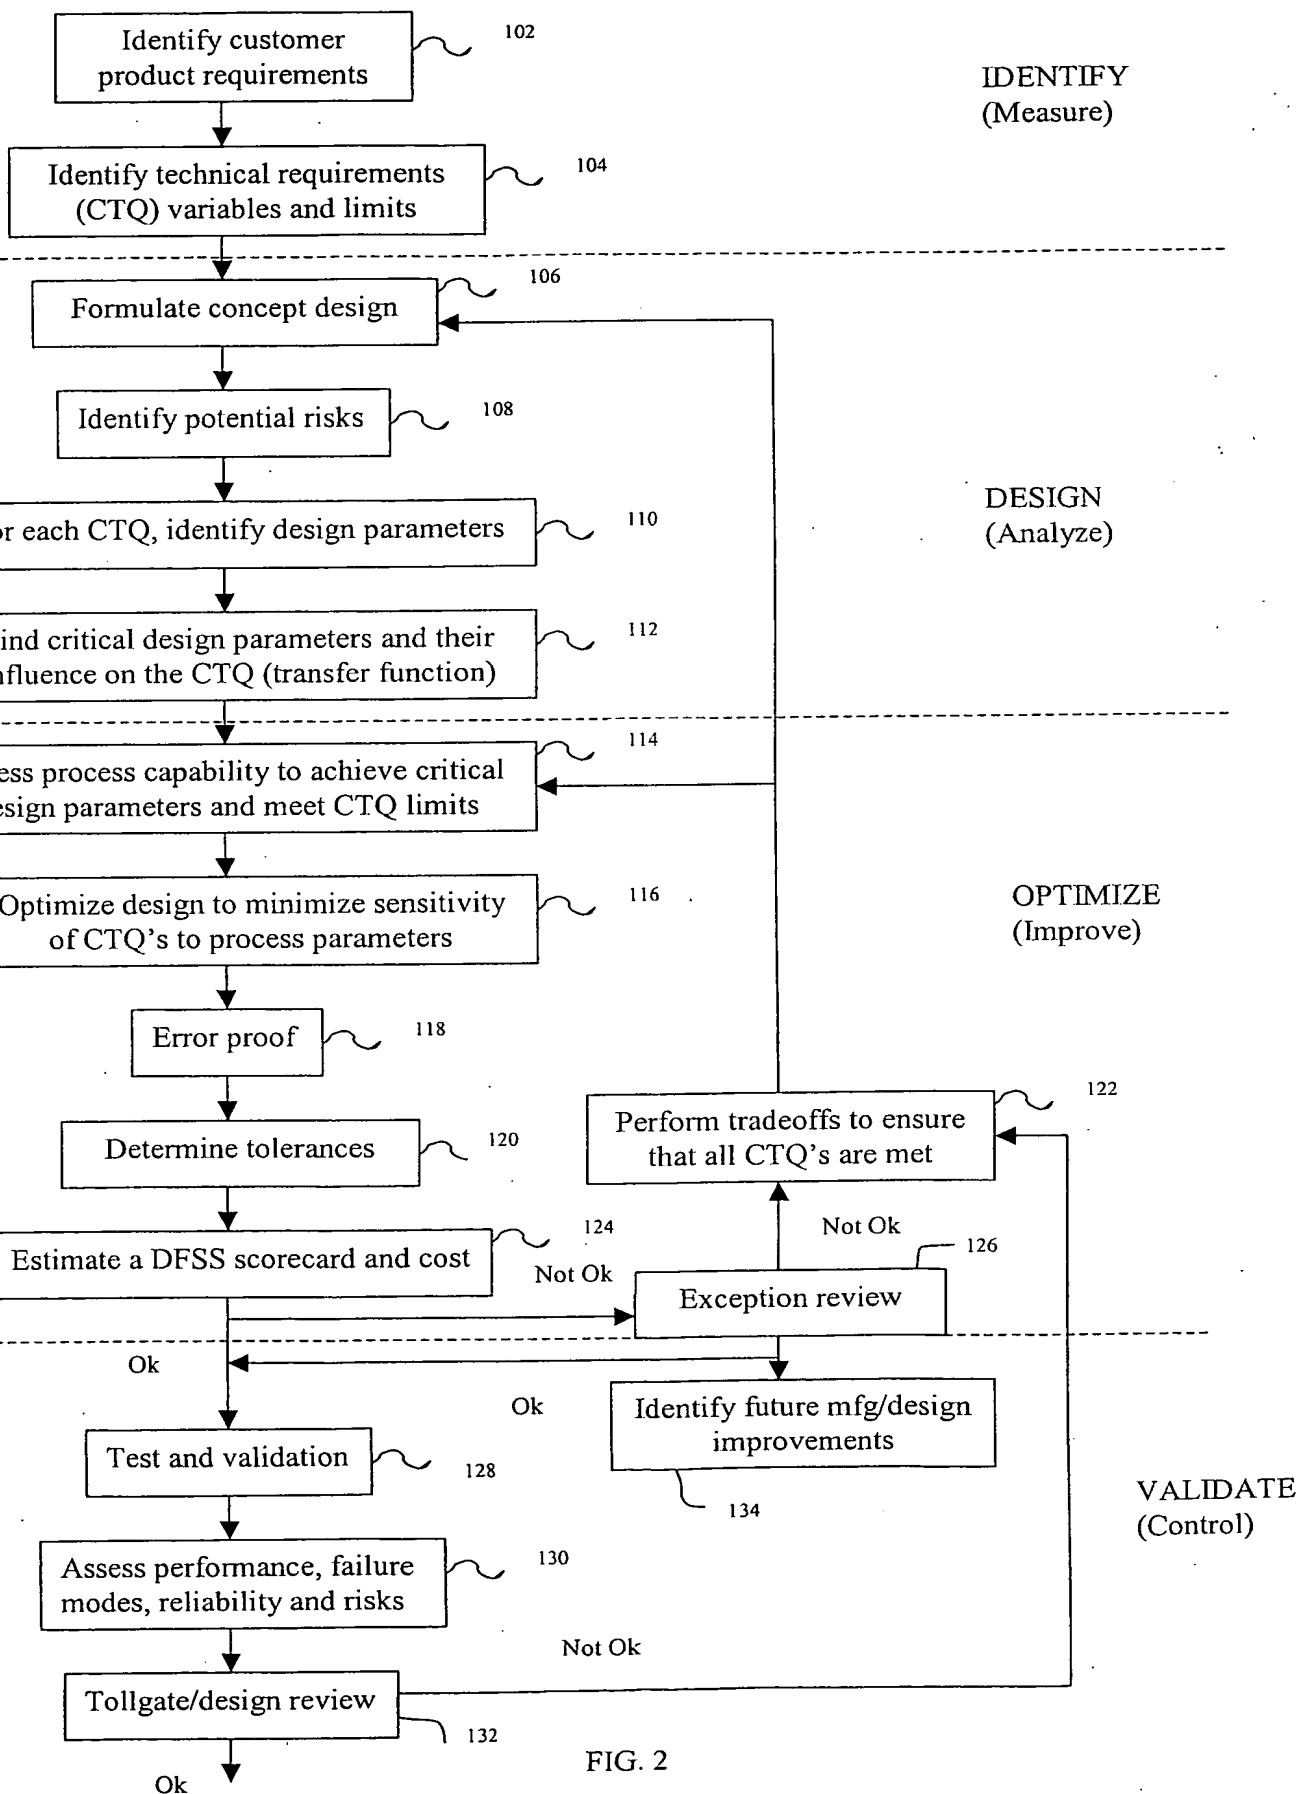 Identify customer
product requirements
102
IDENTIFY
(Measure)
Identify technical requirements
(CTQ) variables and limits
104
Formulate concept design
106
Identify potential risks
108
DESIGN
(Analyze)
or each CTQ, identify design parameters
110
ind critical design parameters and their
nfluence on the CTQ (transfer function)
112
ess process capability to achieve critical
esign parameters and meet CTQ limits
114
Optimize design to minimize sensitivity
of CTQ's to process parameters
116
OPTIMIZE
(Improve)
Error proof
118
Determine tolerances
120
Perform tradeoffs to ensure
that all CTQ's are met
122
Estimate a DFSS scorecard and cost
124
Not Ok
Not Ok
Exception review
126
Ok
Ok
Identify future mfg/design
improvements
134
Test and validation
128
VALIDATE
(Control)
Assess performance, failure
modes, reliability and risks
130
Not Ok
Tollgate/design review
132
Ok
FIG. 2